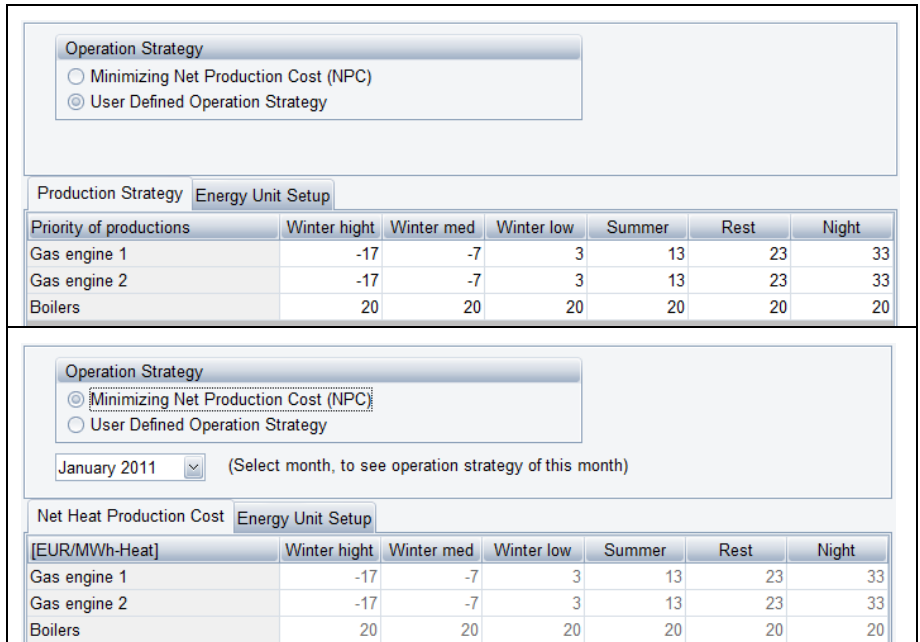 Operation Strategy
Minimizing Net Production Cost (NPC)
User Defined Operation Strategy
Production Strategy Energy Unit Setup
Priority of productions Winter hight Winter med Winter low Summer Rest Night
Gas engine 1 -17 -7 3 13 23 33
Gas engine 2 -17 -7 3 13 23 33
Boilers 20 20 20 20 20 20
Operation Strategy
Minimizing Net Production Cost (NPC)
User Defined Operation Strategy
January 2011 (Select month, to see operation strategy of this month)
Net Heat Production Cost Energy Unit Setup
[EUR/MWh-Heat] Winter hight Winter med Winter low Summer Rest Night
Gas engine 1 -17 -7 3 13 23 33
Gas engine 2 -17 -7 3 13 23 33
Boilers 20 20 20 20 20 20